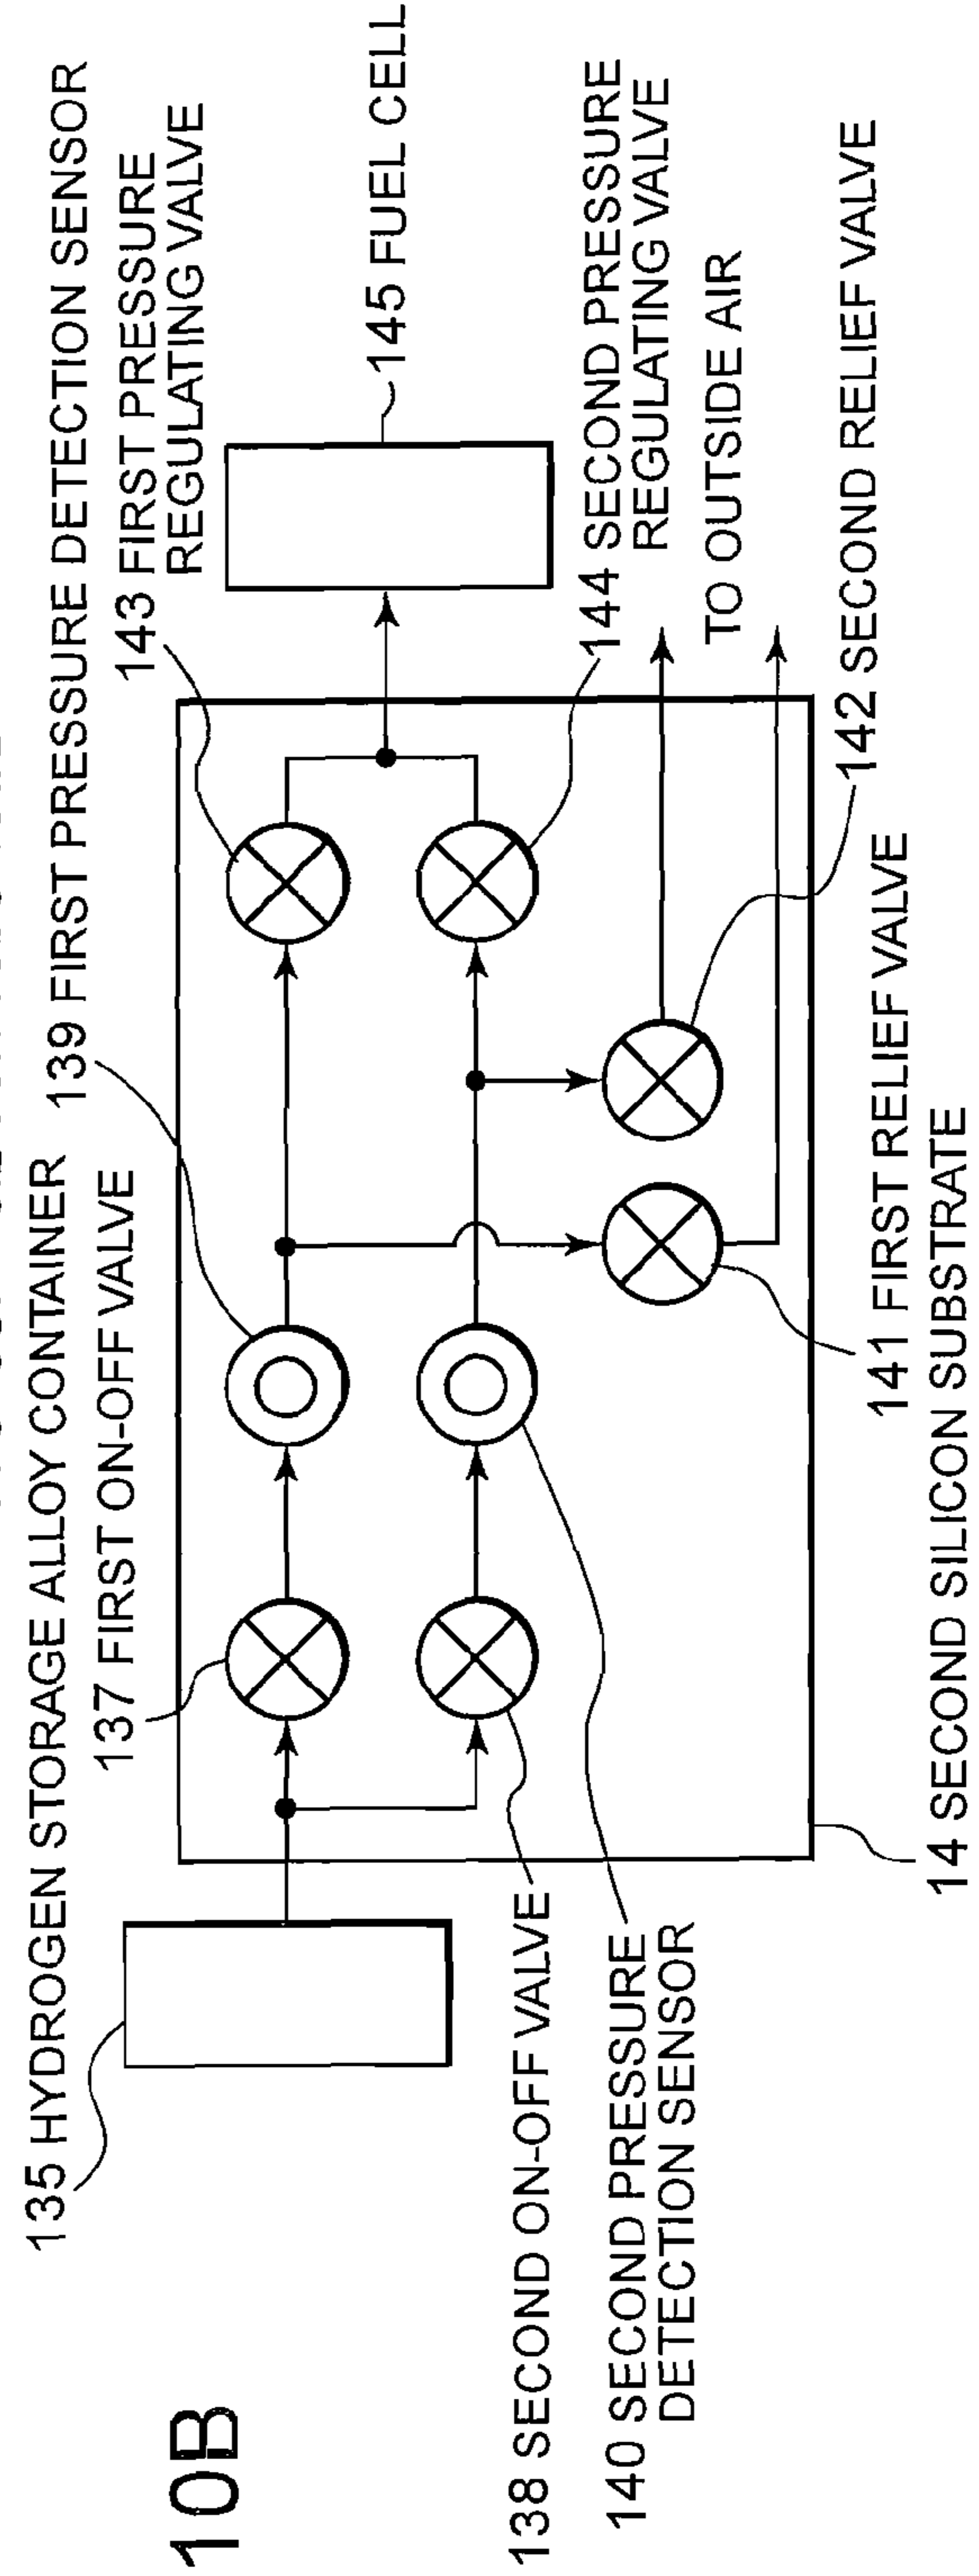 10B
135 HYDROGEN STORAGE ALLOY CONTAINER
137 FIRST ON-OFF VALVE
139 FIRST PRESSURE DETECTION SENSOR
143 FIRST PRESSURE
REGULATING VALVE
145 FUEL CELL
144 SECOND PRESSURE
REGULATING VALVE
TO OUTSIDE AIR
142 SECOND RELIEF VALVE
138 SECOND ON-OFF VALVE
140 SECOND PRESSURE
DETECTION SENSOR
141 FIRST RELIEF VALVE
14 SECOND SILICON SUBSTRATE